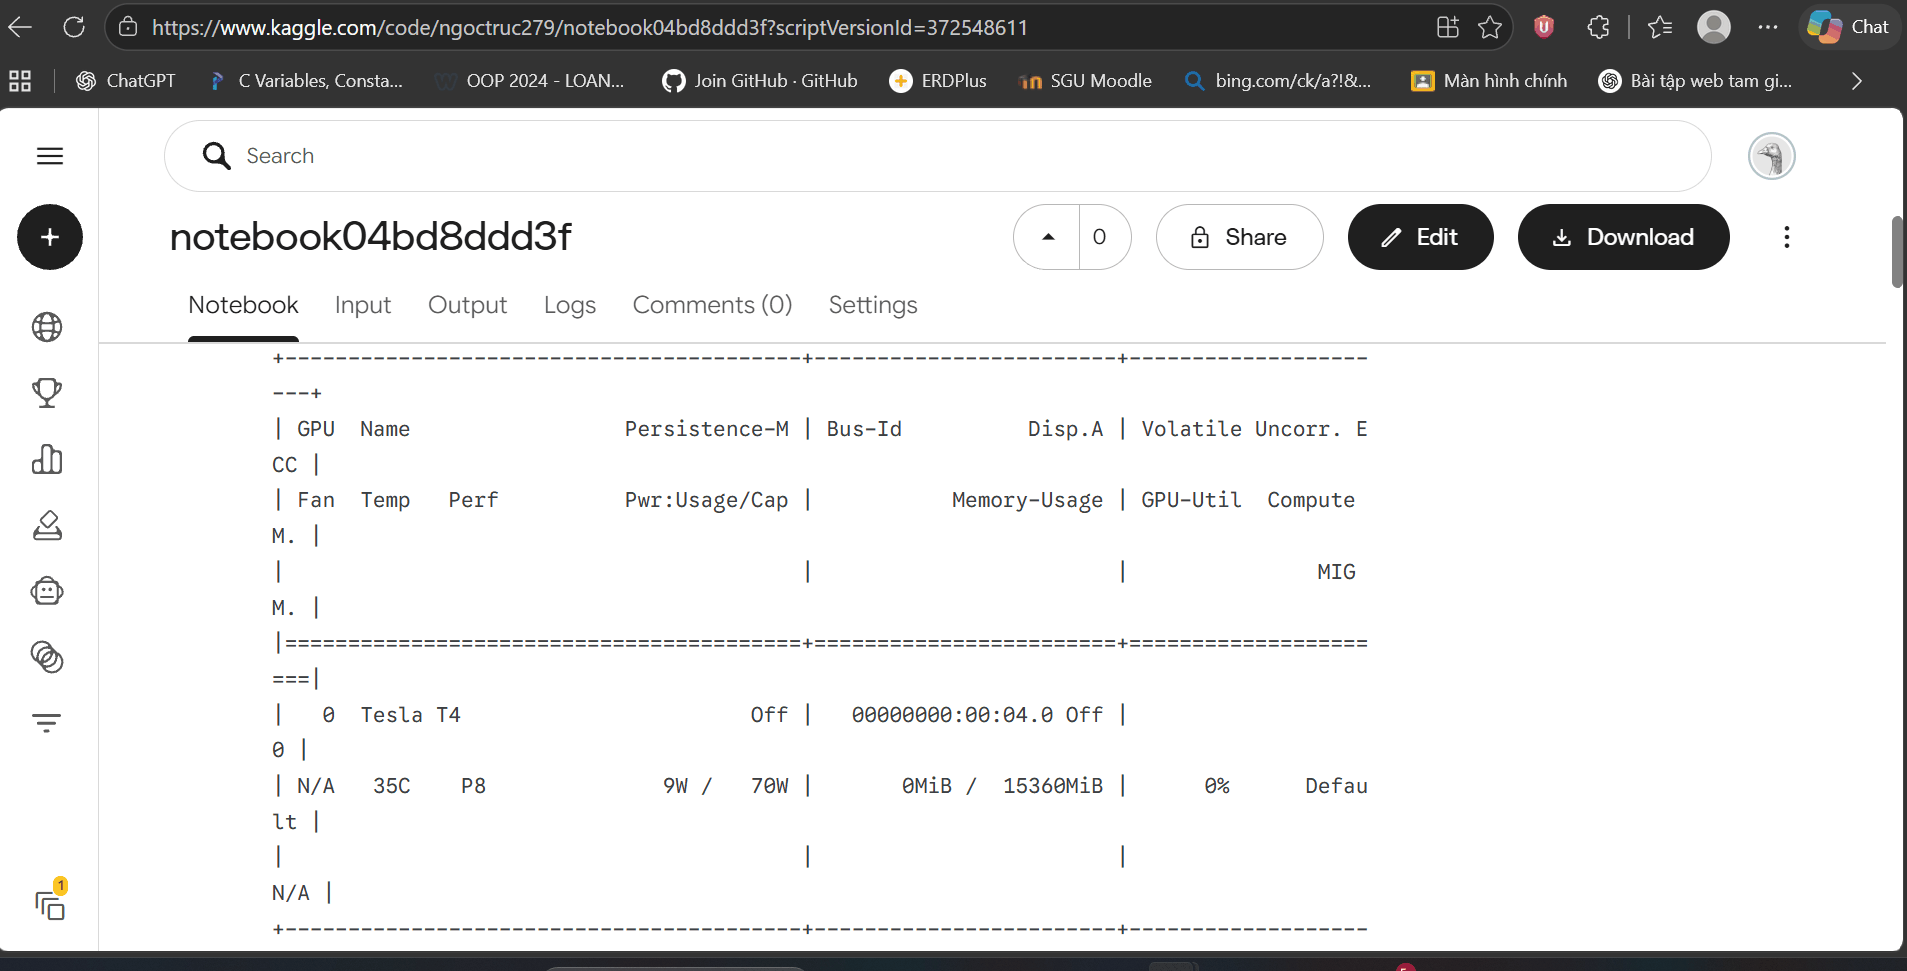 https://www.kaggle.com/code/ngoctruc279/notebook04bd8ddd3f?scriptVersionId=372548611
Chat
ChatGPT
C Variables, Consta...
OOP 2024 - LOAN...
Join GitHub · GitHub
ERDPlus
SGU Moodle
bing.com/ck/a?!&...
Màn hình chính
Bài tập web tam gi...
Search
notebook04bd8ddd3f
0
Share
Edit
Download
Notebook
Input
Output
Logs
Comments (0)
Settings
+-----------------------------------------+------------------------+-------------------
---+
| GPU  Name                 Persistence-M | Bus-Id          Disp.A | Volatile Uncorr. E
CC |
| Fan  Temp   Perf          Pwr:Usage/Cap |           Memory-Usage | GPU-Util  Compute
M. |
|                                         |                        |               MIG
M. |
|=========================================+========================+===================
===|
|   0  Tesla T4                       Off |   00000000:00:04.0 Off |
0 |
| N/A   35C    P8              9W /   70W |       0MiB /  15360MiB |      0%      Defau
lt |
|                                         |                        |
N/A |
+-----------------------------------------+------------------------+-------------------
1